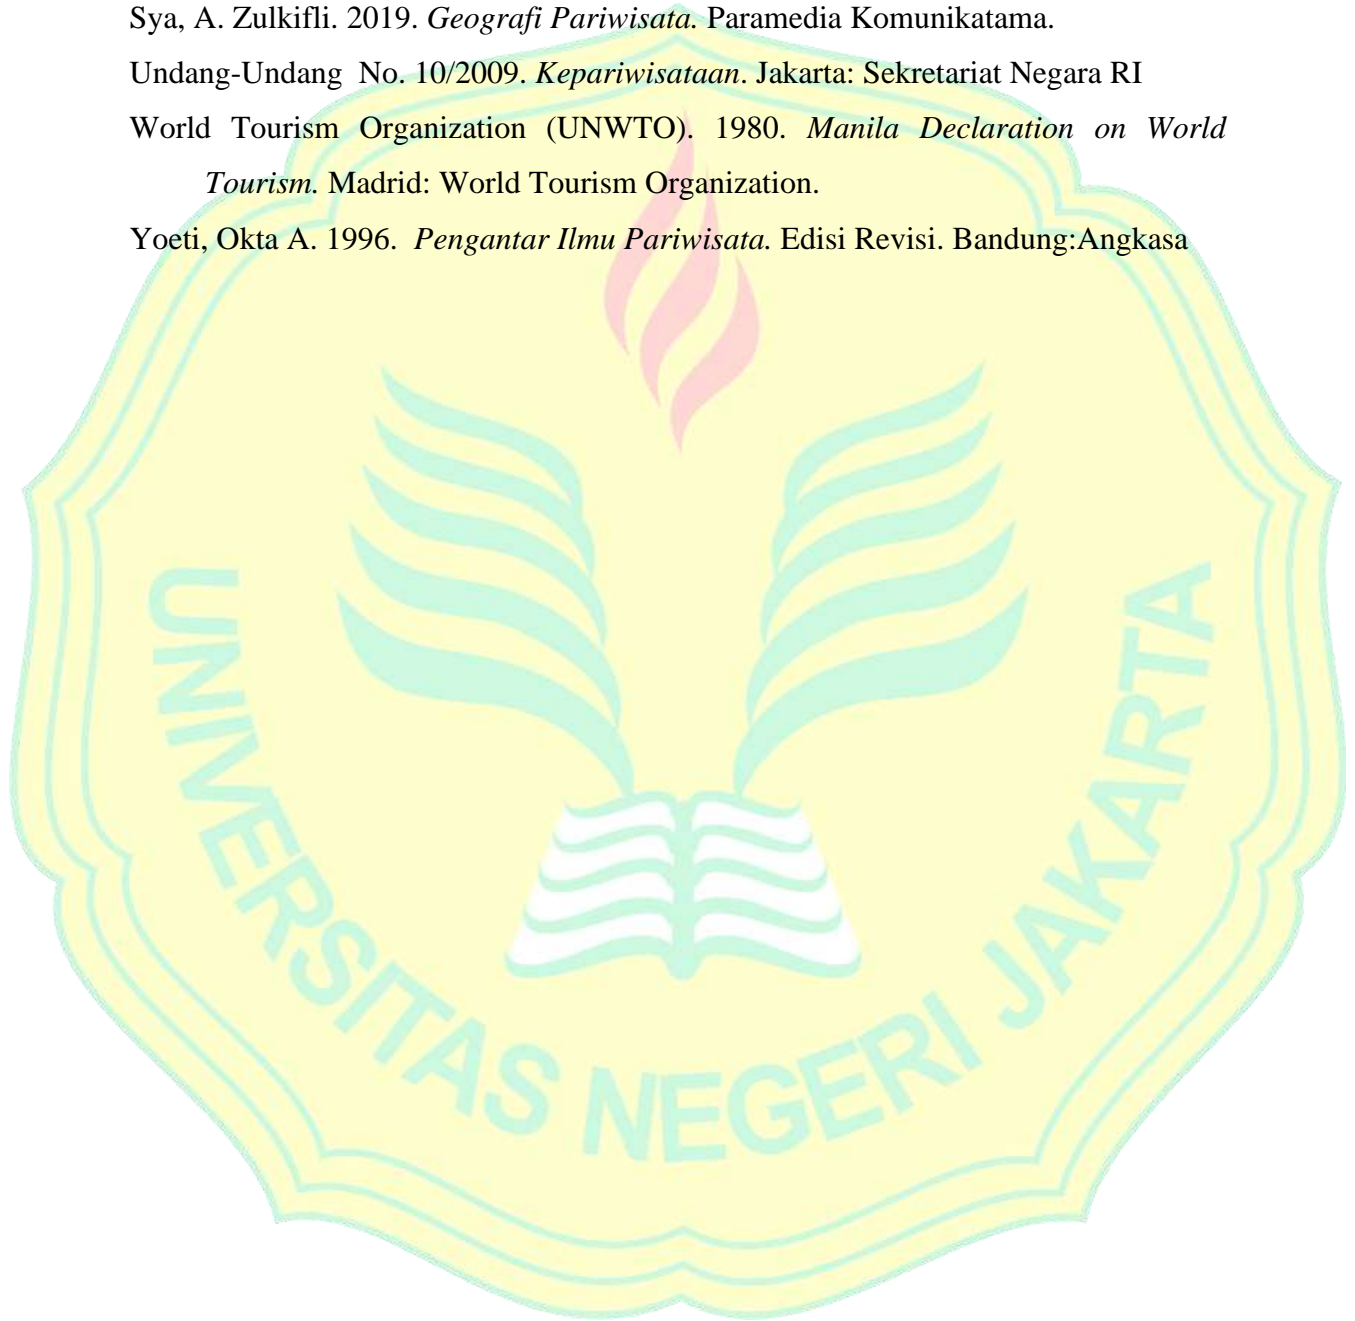 Sya, A. Zulkifli. 2019. Geografi Pariwisata. Paramedia Komunikatama.
Undang-Undang  No. 10/2009. Kepariwisataan. Jakarta: Sekretariat Negara RI
World Tourism Organization (UNWTO). 1980. Manila Declaration on World
Tourism. Madrid: World Tourism Organization.
Yoeti, Okta A. 1996.  Pengantar Ilmu Pariwisata. Edisi Revisi. Bandung:Angkasa
UNIVERSITAS NEGERI JAKARTA